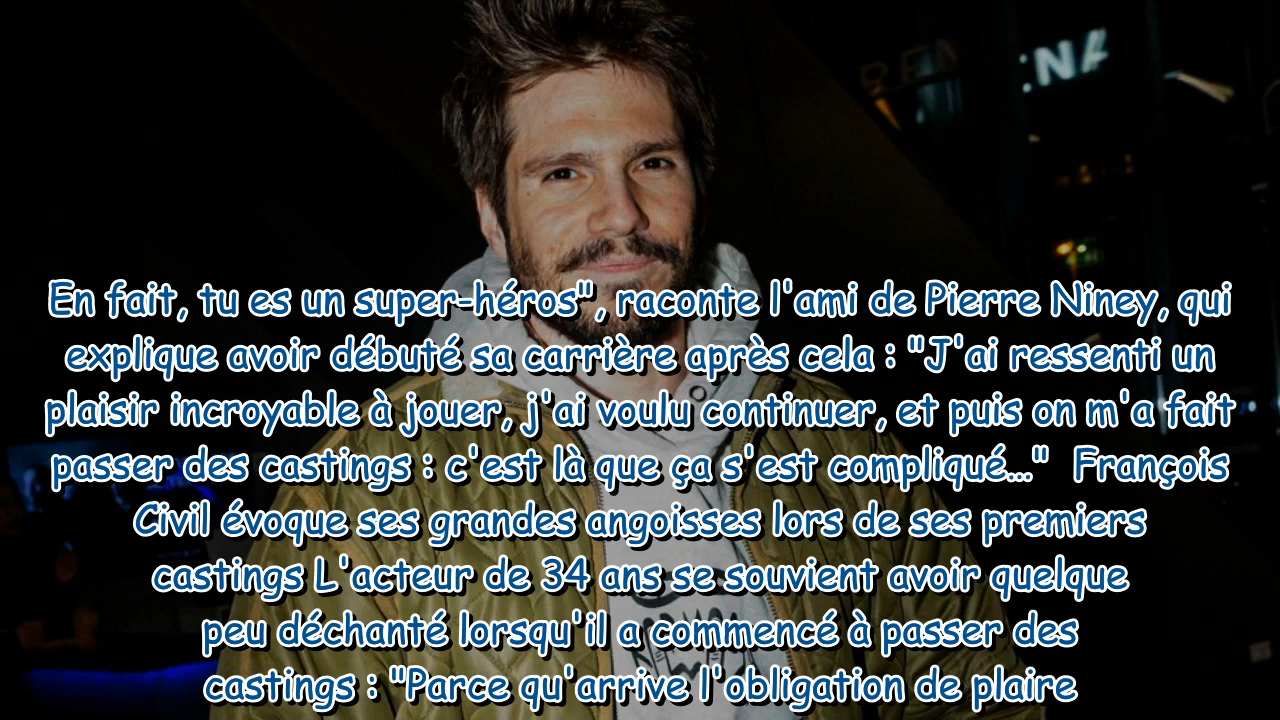 ENA
En fait, tu es un super-héros", raconte l'ami de Pierre Niney, qui
explique avoir débuté sa carrière après cela : "J'ai ressenti un
plaisir incroyable à jouer, j'ai voulu continuer, et puis on m'a fait
passer des castings : c'est là que ça s'est compliqué..." François
Civil évoque ses grandes angoisses lors de ses premiers
castings L'acteur de 34 ans se souvient avoir quelque
peu déchanté lorsqu'il a commencé à passer des
castings : "Parce qu'arrive l'obligation de plaire